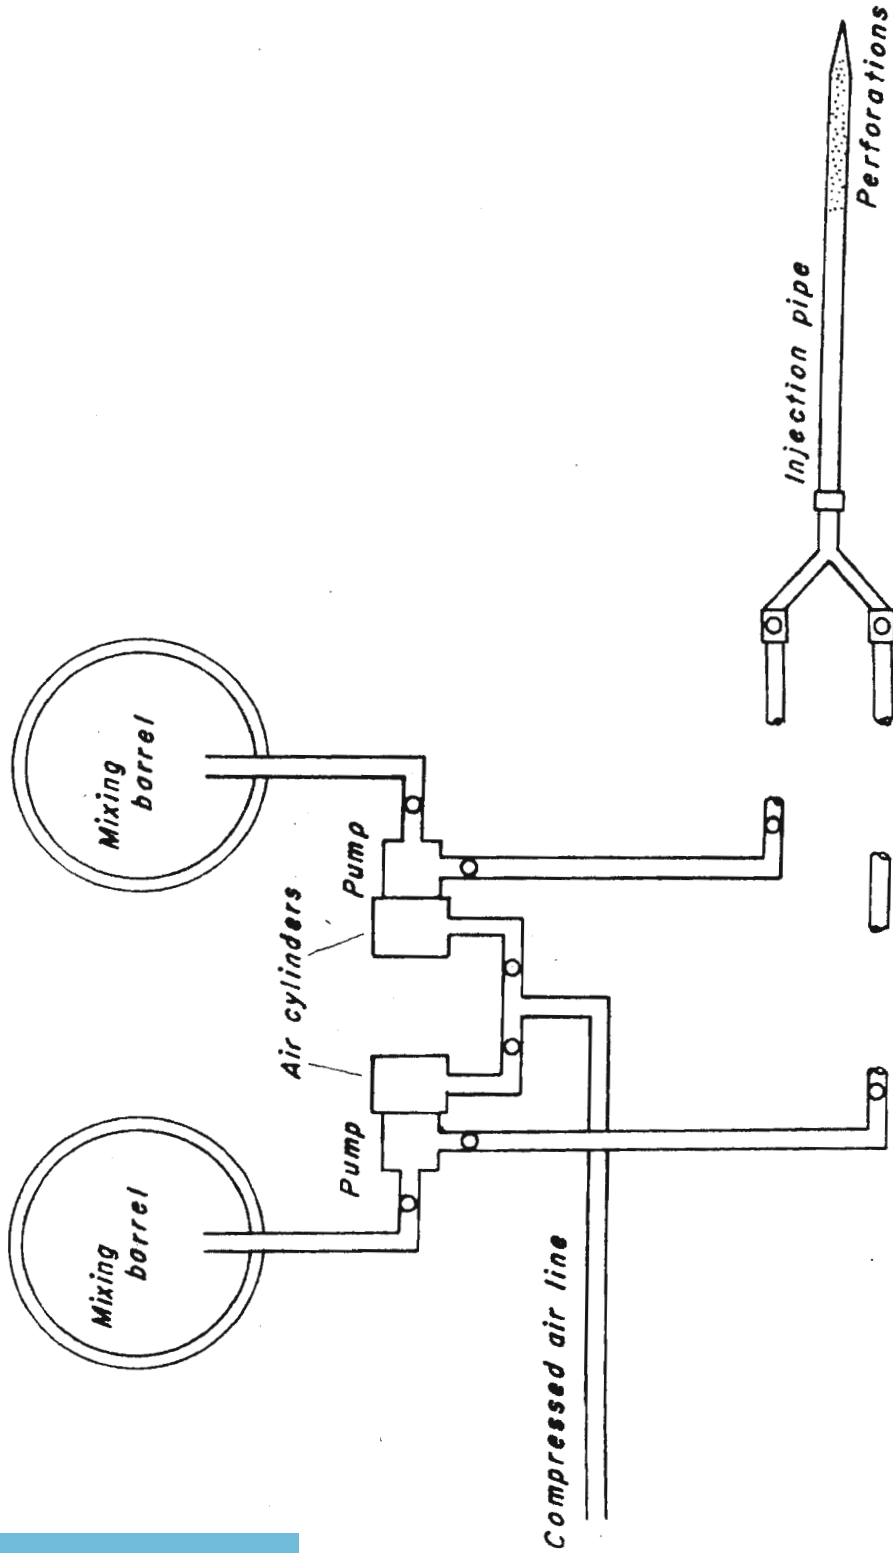 Mixing
barrel
Mixing
barrel
Pump
Air cylinders
Pump
Compressed air line
Injection pipe
Perforations